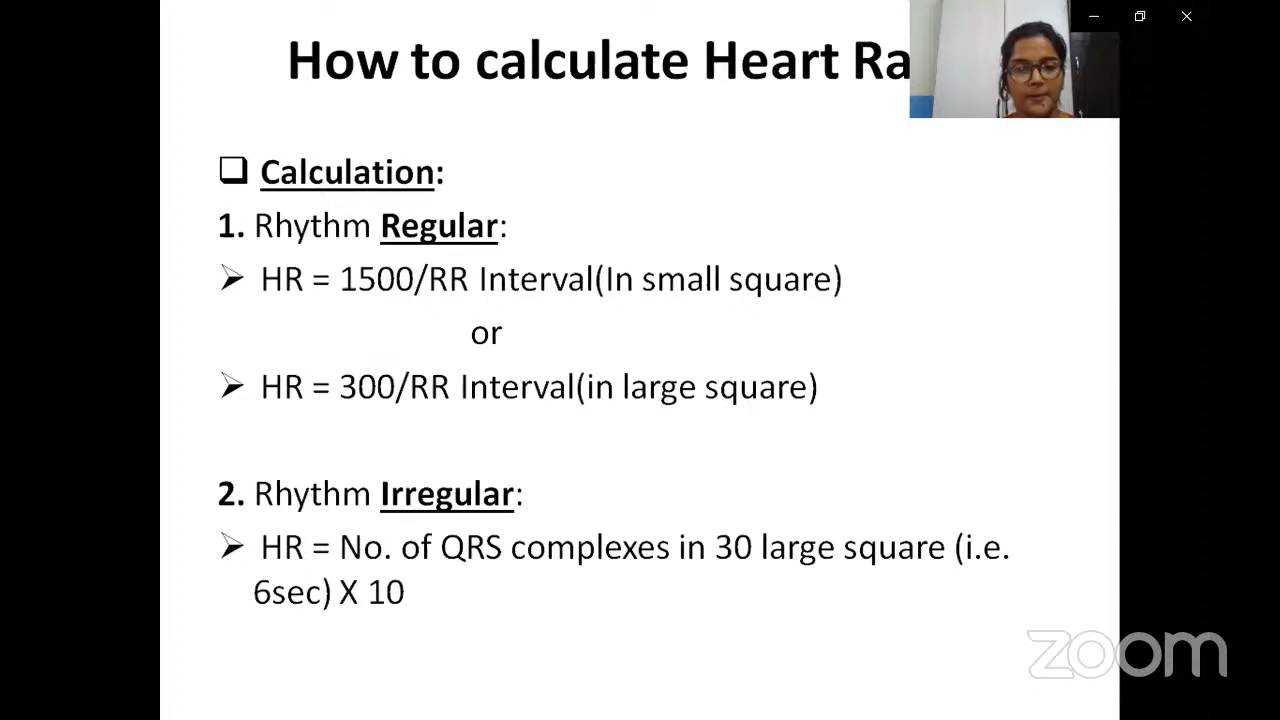 How to calculate Heart Ra
❑ Calculation:
1. Rhythm Regular:
➢ HR = 1500/RR Interval(In small square)
or
➢ HR = 300/RR Interval(in large square)
2. Rhythm Irregular:
➢ HR = No. of QRS complexes in 30 large square (i.e.
6sec) X 10
zoom